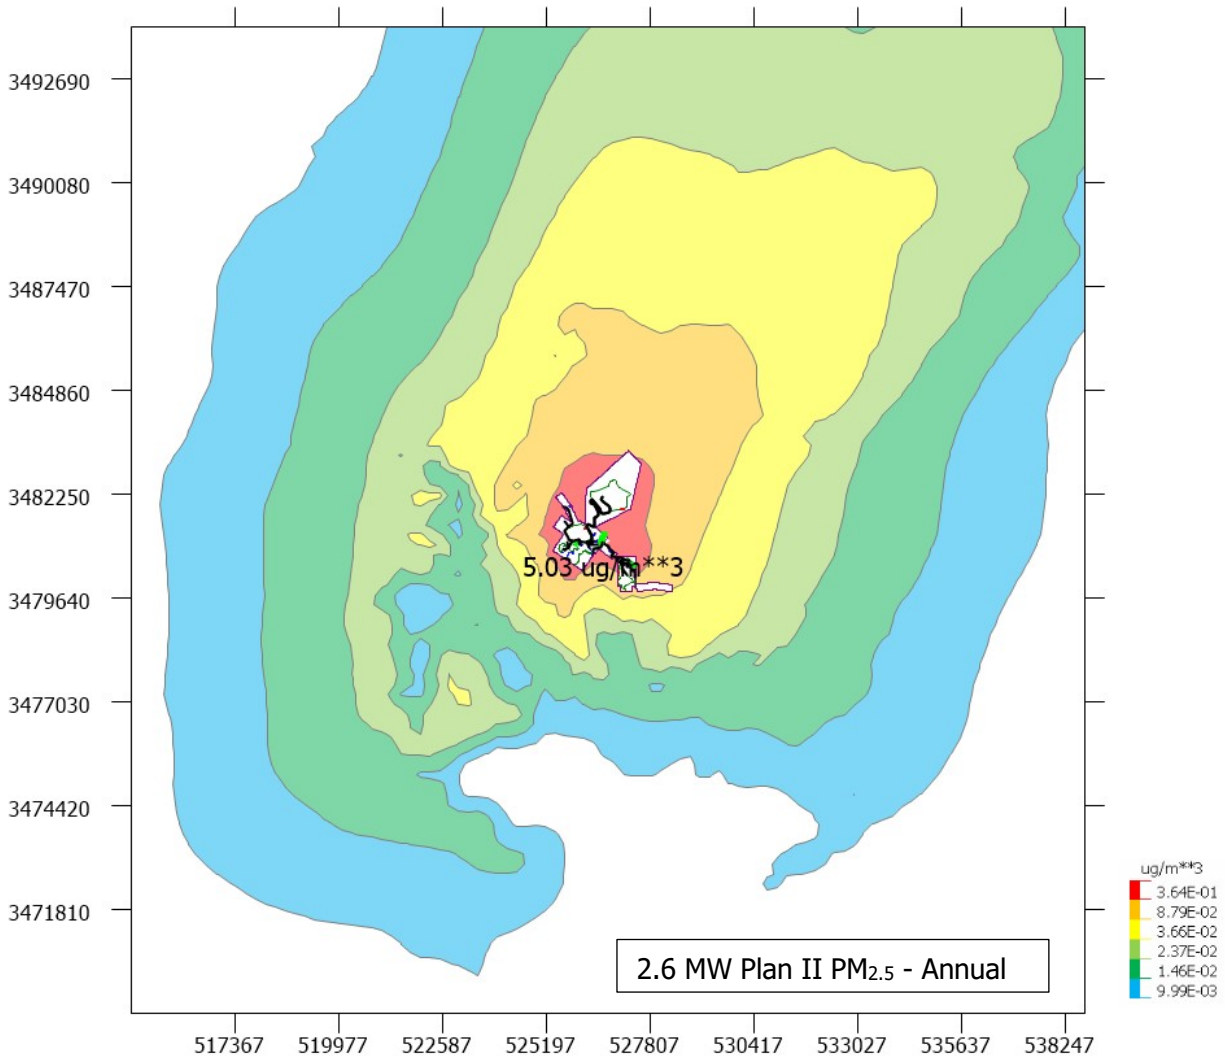 3492690
3490080
3487470
3484860
3482250
3479640
3477030
3474420
3471810
5.03 ug/m**3
ug/m**3
3.64E-01
8.79E-02
3.66E-02
2.37E-02
1.46E-02
9.99E-03
2.6 MW Plan II PM2.5 - Annual
517367 519977 522587 525197 527807 530417 533027 535637 538247